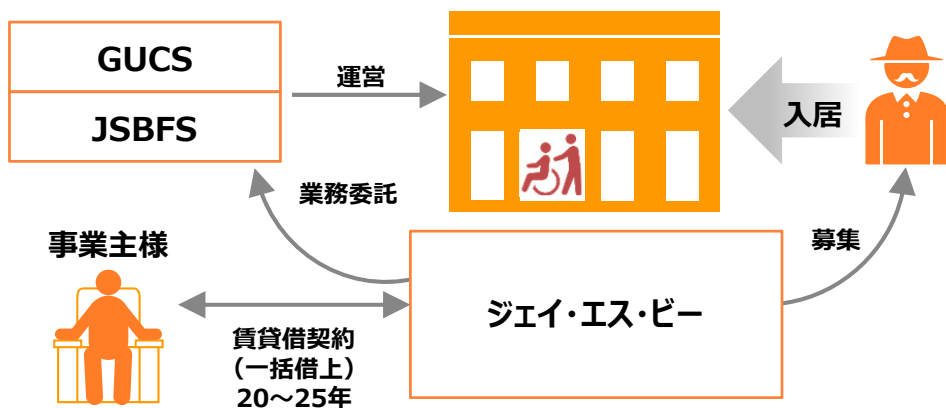 GUCS
JSBFS
運営
入居
業務委託
募集
事業主様
ジェイ・エス・ビー
賃貸借契約
（一括借上）
20～25年